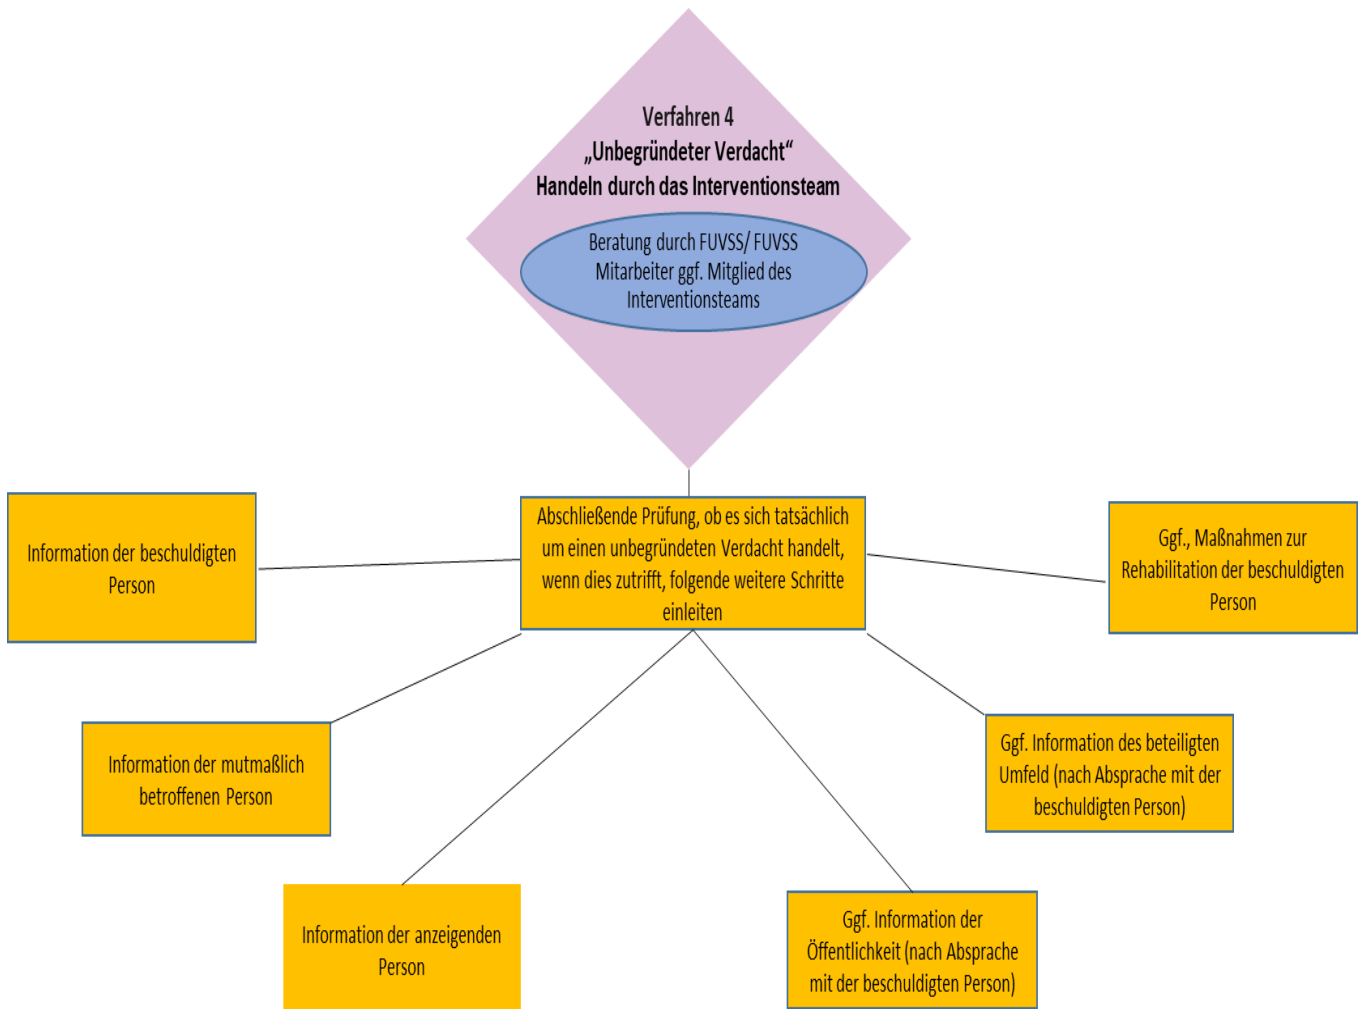 Verfahren 4
„Unbegründeter Verdacht“
Handeln durch das Interventionsteam
Beratung durch FUVSS/ FUVSS
Mitarbeiter ggf. Mitglied des
Interventionsteams
Abschließende Prüfung, ob es sich tatsächlich
um einen unbegründeten Verdacht handelt,
wenn dies zutrifft, folgende weitere Schritte
einleiten
Information der beschuldigten
Person
Ggf., Maßnahmen zur
Rehabilitation der beschuldigten
Person
Information der mutmaßlich
betroffenen Person
Ggf. Information des beteiligten
Umfeld (nach Absprache mit der
beschuldigten Person)
Information der anzeigenden
Person
Ggf. Information der
Öffentlichkeit (nach Absprache
mit der beschuldigten Person)